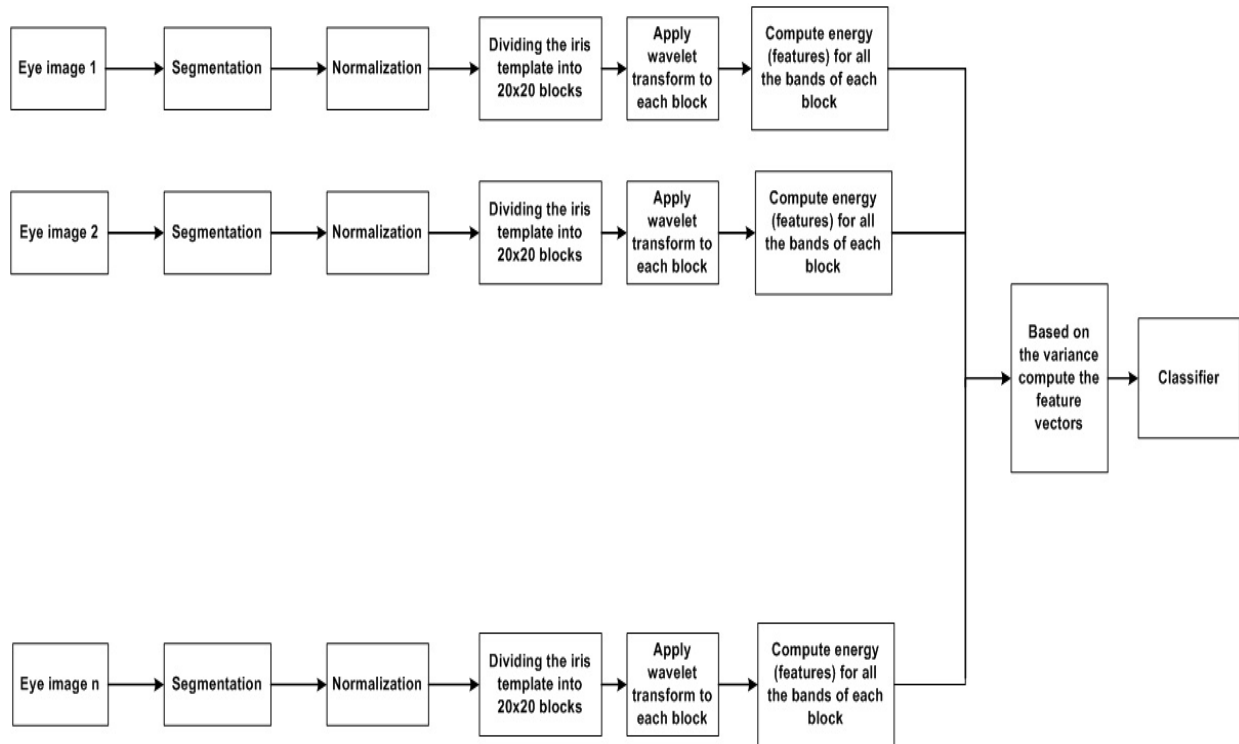 Eye image 1
Segmentation
Normalization
Dividing the iris
template into
20x20 blocks
Apply
wavelet
transform to
each block
Compute energy
(features) for all
the bands of each
block
Eye image 2
Segmentation
Normalization
Dividing the iris
template into
20x20 blocks
Apply
wavelet
transform to
each block
Compute energy
(features) for all
the bands of each
block
Based on
the variance
compute the
feature
vectors
Classifier
Eye image n
Segmentation
Normalization
Dividing the iris
template into
20x20 blocks
Apply
wavelet
transform to
each block
Compute energy
(features) for all
the bands of each
block